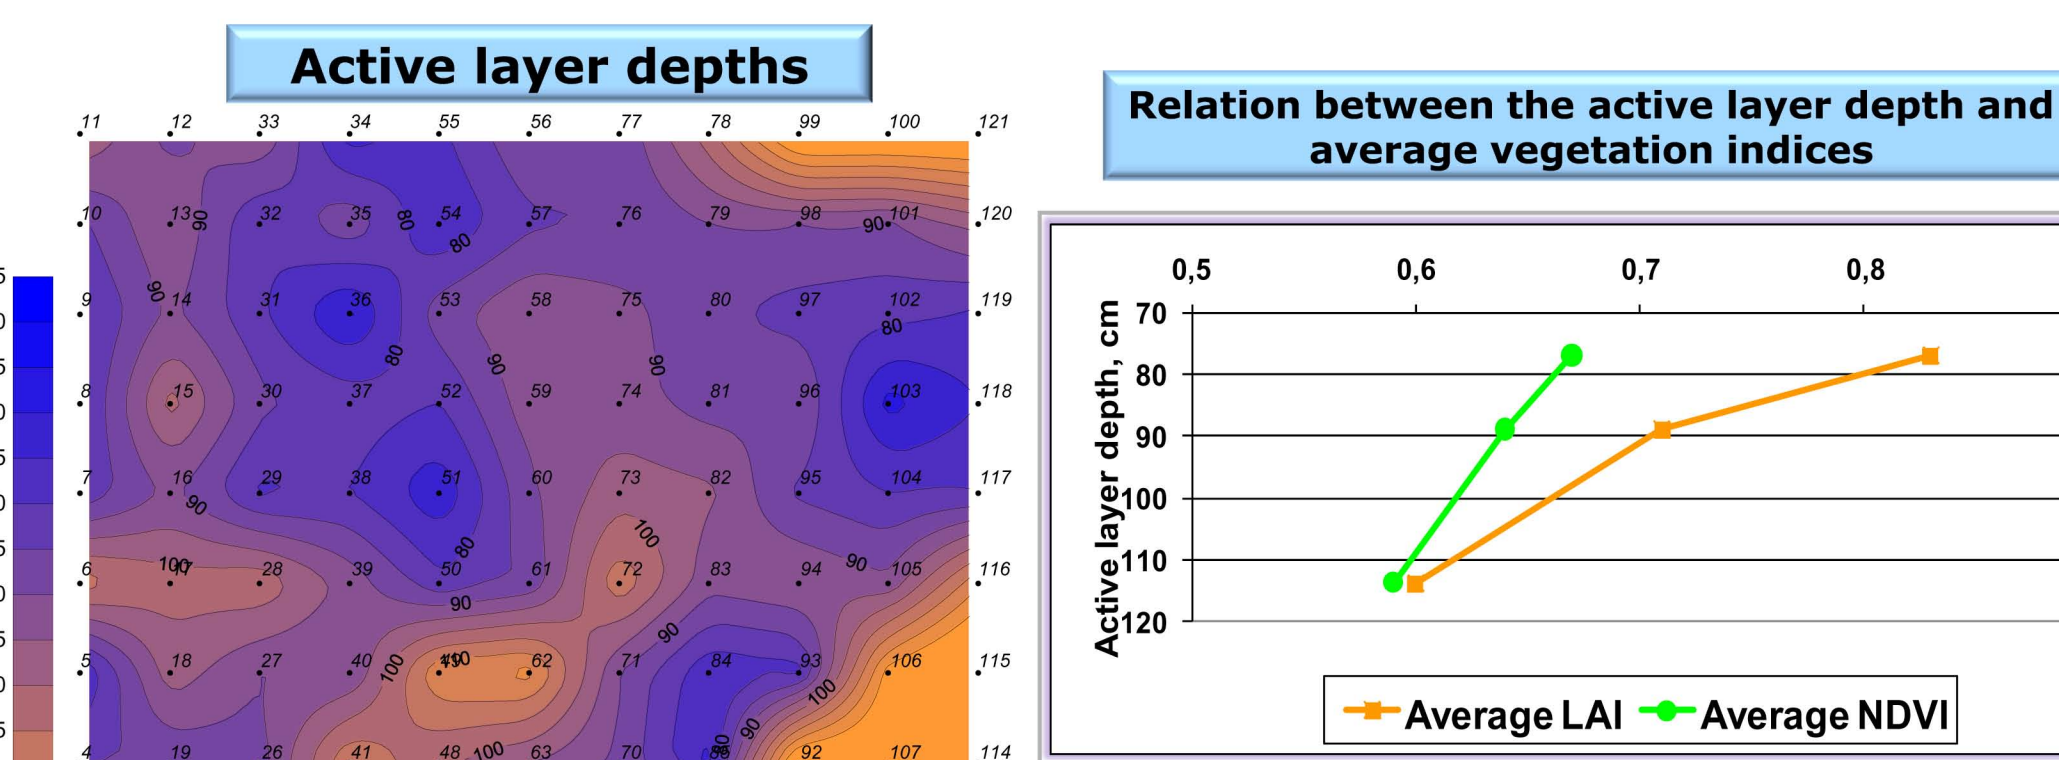 Active layer depths
Relation between the active layer depth and
average vegetation indices
11 12 33 34 55 56 77 78 99 100 121
10 13 90 32 35 80 54 57 76 79 98 90 101 120
80
9 90 14 31 36 53 58 75 80 97 102 119
80
80 90 90
8 15 30 37 52 59 74 81 96 103 118
7 16 29 38 51 60 73 82 95 104 117
90
100
80
6 100 17 28 39 50 61 72 83 94 90 105 116
90
90
5 18 27 40 100 49 110 62 71 84 93 106 115
100
90
4 19 26 41 48 100 63 70 85 92 107 114
0,5 0,6 0,7 0,8
Active layer depth, cm
70
80
90
100
110
120
Average LAI Average NDVI